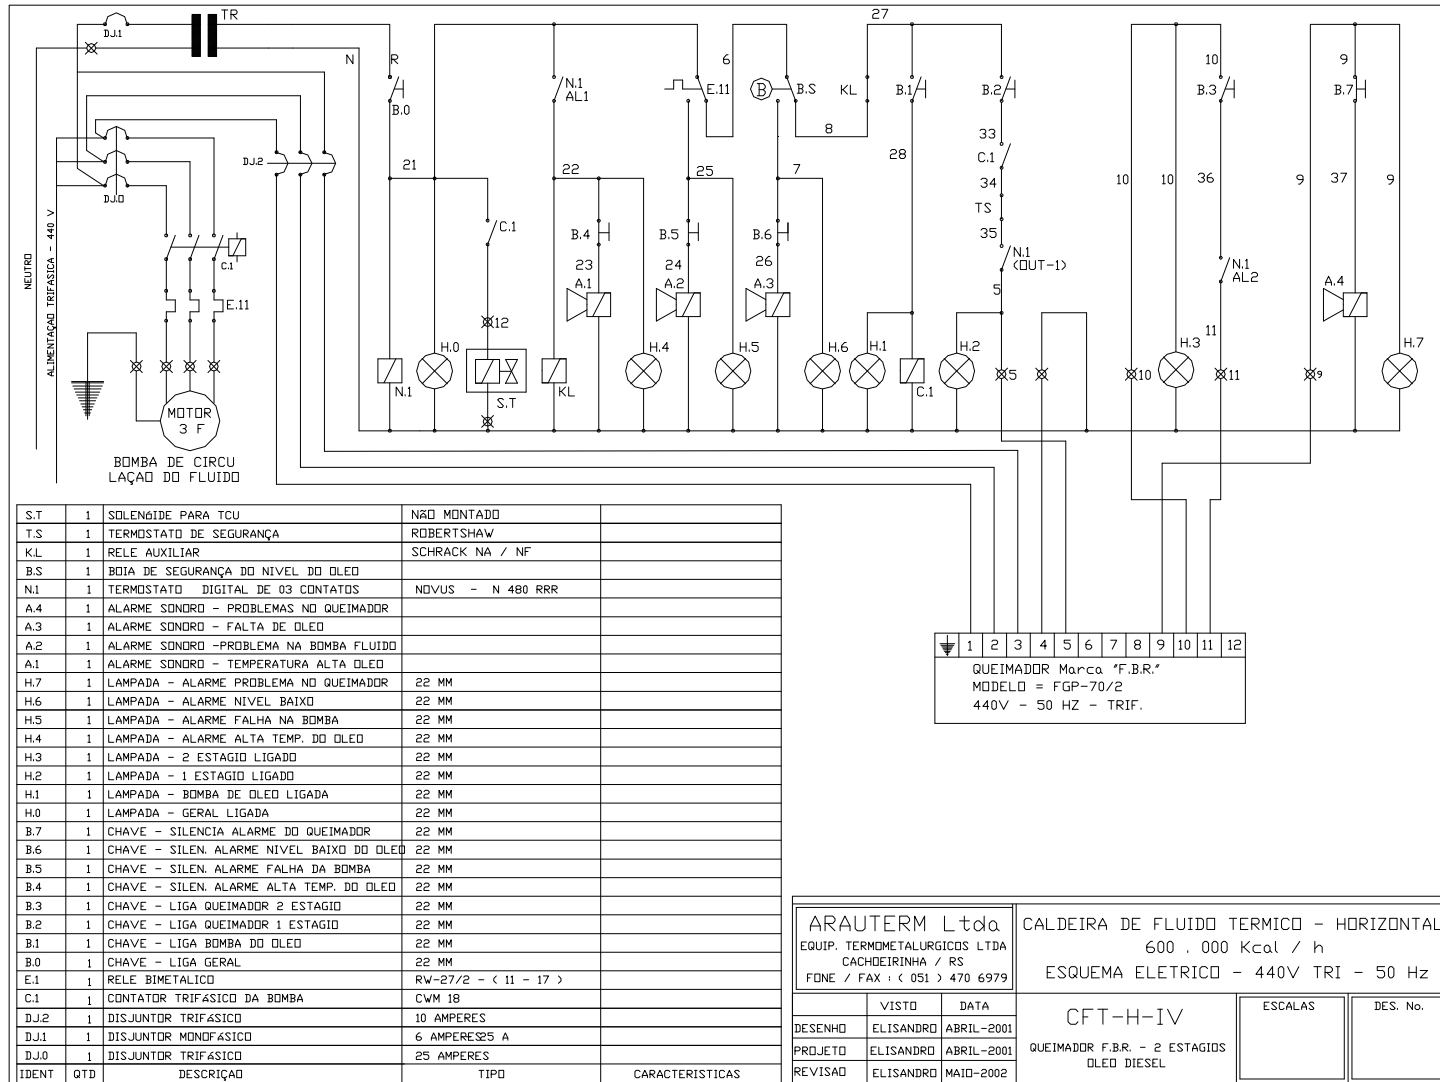 TR
DJ.1
N
R
27
6
10
9
N.1
AL1
E.11
B
B.S
KL
B.1
B.2
B.3
B.7
B.0
8
33
C.1
DJ.2
21
22
25
7
28
34
10
10
36
9
37
9
TS
DJ.0
35
C.1
B.4
B.5
B.6
N.1
(OUT-1)
C.1
23
24
26
N.1
AL2
NEUTRO
ALIMENTAÇAO TRIFASICA - 440 V
A.1
A.2
A.3
5
A.4
E.11
12
11
H.0
H.4
H.5
H.6
H.1
H.2
H.3
H.7
5
10
11
9
N.1
S.T
KL
C.1
MOTOR
3 F
BOMBA DE CIRCU
LAÇAO DO FLUIDO
1 2 3 4 5 6 7 8 9 10 11 12
QUEIMADOR Marca "F.B.R."
MODELO = FGP-70/2
440V - 50 HZ - TRIF.
S.T 1 SOLENóIDE PARA TCU NÃO MONTADO
T.S 1 TERMOSTATO DE SEGURANÇA ROBERTSHAW
K.L 1 RELE AUXILIAR SCHRACK NA / NF
B.S 1 BOIA DE SEGURANÇA DO NIVEL DO OLEO
N.1 1 TERMOSTATO DIGITAL DE 03 CONTATOS NOVUS - N 480 RRR
A.4 1 ALARME SONORO - PROBLEMAS NO QUEIMADOR
A.3 1 ALARME SONORO - FALTA DE OLEO
A.2 1 ALARME SONORO -PROBLEMA NA BOMBA FLUIDO
A.1 1 ALARME SONORO - TEMPERATURA ALTA OLEO
H.7 1 LAMPADA - ALARME PROBLEMA NO QUEIMADOR 22 MM
H.6 1 LAMPADA - ALARME NIVEL BAIXO 22 MM
H.5 1 LAMPADA - ALARME FALHA NA BOMBA 22 MM
H.4 1 LAMPADA - ALARME ALTA TEMP. DO OLEO 22 MM
H.3 1 LAMPADA - 2 ESTAGIO LIGADO 22 MM
H.2 1 LAMPADA - 1 ESTAGIO LIGADO 22 MM
H.1 1 LAMPADA - BOMBA DE OLEO LIGADA 22 MM
H.0 1 LAMPADA - GERAL LIGADA 22 MM
B.7 1 CHAVE - SILENCIA ALARME DO QUEIMADOR 22 MM
B.6 1 CHAVE - SILEN. ALARME NIVEL BAIXO DO OLEO 22 MM
B.5 1 CHAVE - SILEN. ALARME FALHA DA BOMBA 22 MM
B.4 1 CHAVE - SILEN. ALARME ALTA TEMP. DO OLEO 22 MM
B.3 1 CHAVE - LIGA QUEIMADOR 2 ESTAGIO 22 MM
B.2 1 CHAVE - LIGA QUEIMADOR 1 ESTAGIO 22 MM
B.1 1 CHAVE - LIGA BOMBA DO OLEO 22 MM
B.0 1 CHAVE - LIGA GERAL 22 MM
E.1 1 RELE BIMETALICO RW-27/2 - ( 11 - 17 )
C.1 1 CONTATOR TRIFáSICO DA BOMBA CWM 18
DJ.2 1 DISJUNTOR TRIFáSICO 10 AMPERES
DJ.1 1 DISJUNTOR MONOFáSICO 6 AMPERES25 A
DJ.0 1 DISJUNTOR TRIFáSICO 25 AMPERES
IDENT QTD DESCRIÇAO TIPO CARACTERISTICAS
ARAUTERM Ltda
EQUIP. TERMOMETALURGICOS LTDA
CACHOEIRINHA / RS
FONE / FAX : ( 051 ) 470 6979
CALDEIRA DE FLUIDO TERMICO - HORIZONTAL
600 . 000 Kcal / h
ESQUEMA ELETRICO - 440V TRI - 50 Hz
VISTO DATA
DESENHO ELISANDRO ABRIL-2001
PROJETO ELISANDRO ABRIL-2001
REVISAO ELISANDRO MAIO-2002
CFT-H-IV
QUEIMADOR F.B.R. - 2 ESTAGIOS
OLEO DIESEL
ESCALAS
DES. No.